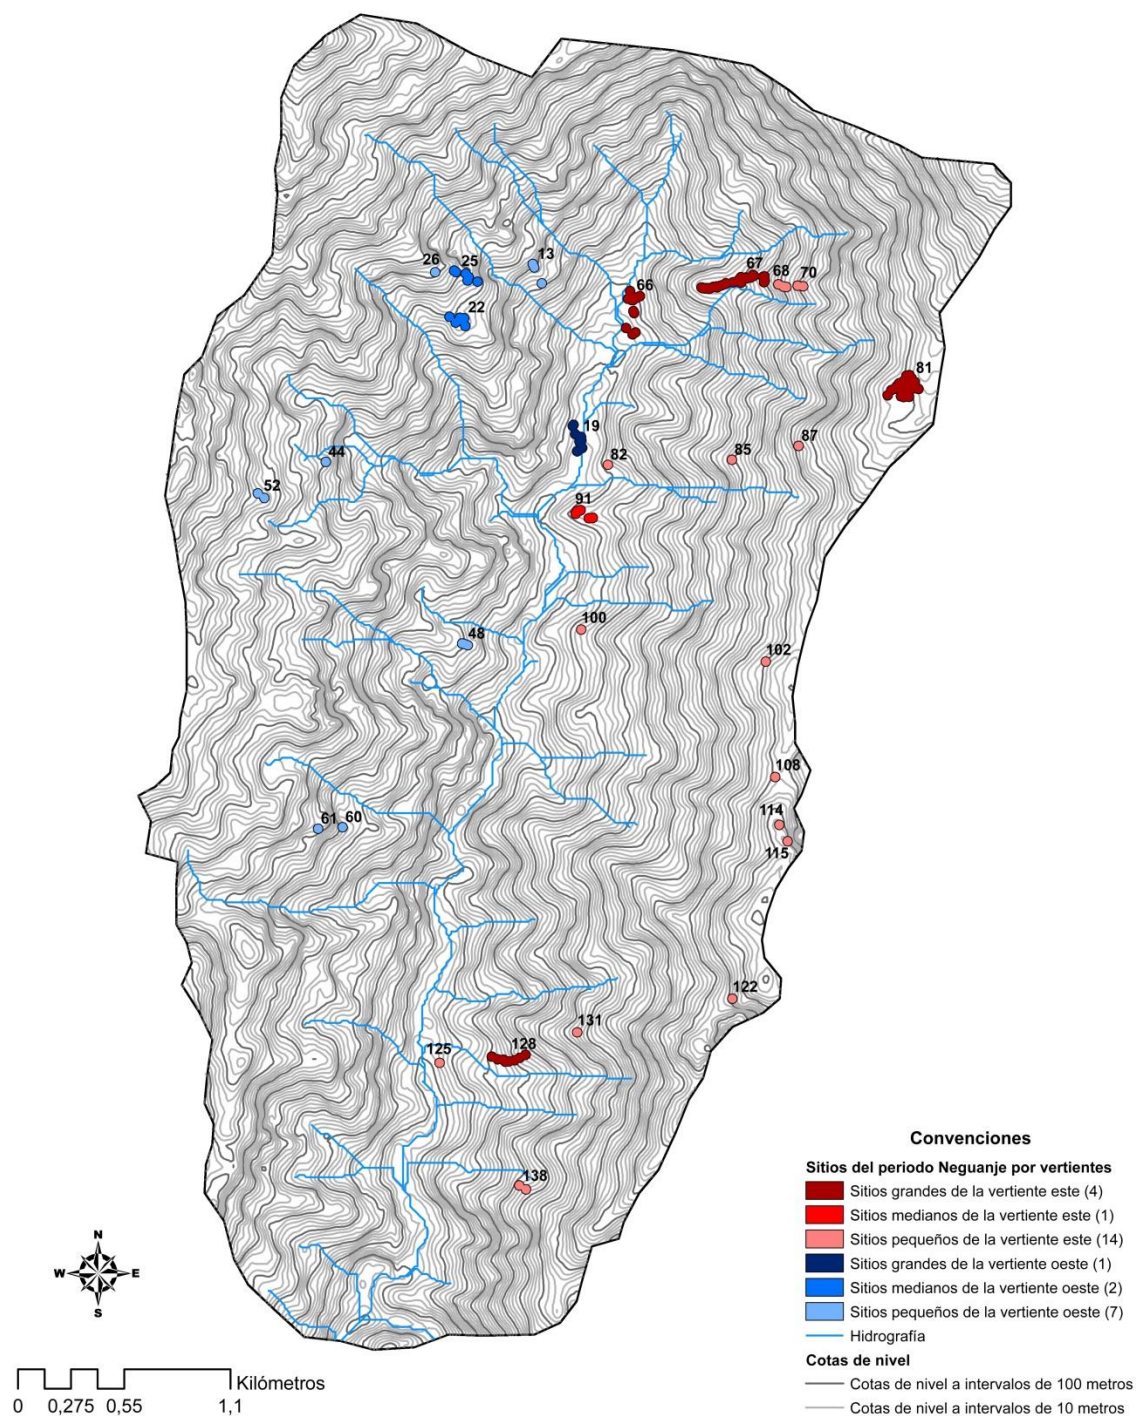 13
26
25
67
68
70
66
22
81
19
87
82
85
44
52
91
100
48
102
108
114
61
60
115
122
131
125
128
138
Convenciones
Sitios del periodo Neguanje por vertientes
Sitios grandes de la vertiente este (4)
Sitios medianos de la vertiente este (1)
Sitios pequeños de la vertiente este (14)
Sitios grandes de la vertiente oeste (1)
Sitios medianos de la vertiente oeste (2)
Sitios pequeños de la vertiente oeste (7)
Hidrografía
Cotas de nivel
Cotas de nivel a intervalos de 100 metros
Cotas de nivel a intervalos de 10 metros
N
W E
S
Kilómetros
0 0,275 0,55 1,1